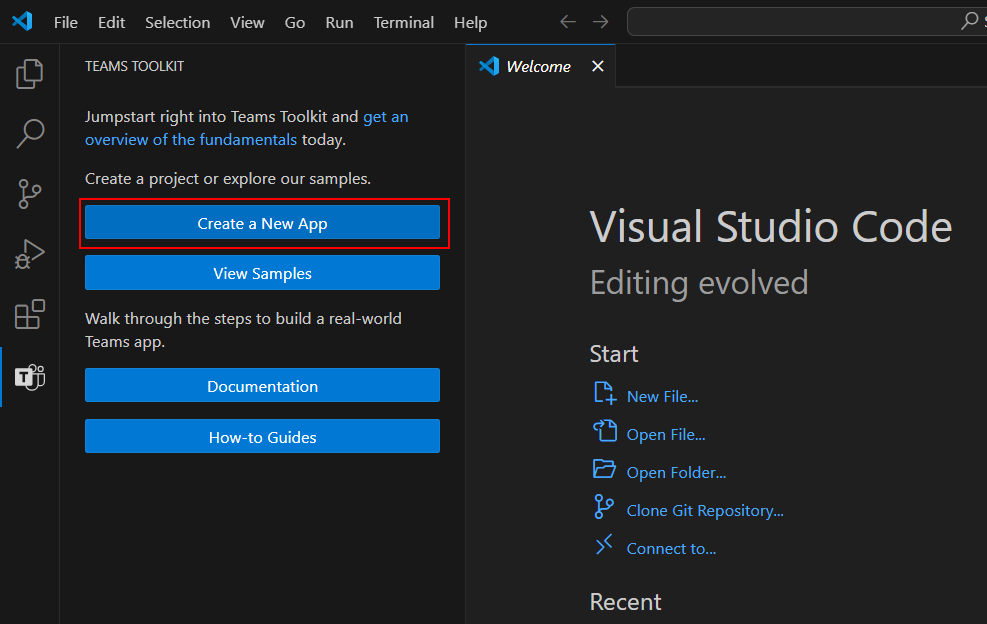 File Edit Selection View Go Run Terminal Help
TEAMS TOOLKIT
Jumpstart right into Teams Toolkit and get an
overview of the fundamentals today.
Create a project or explore our samples.
Create a New App
View Samples
Walk through the steps to build a real-world
Teams app.
Documentation
How-to Guides
Welcome
Visual Studio Code
Editing evolved
Start
New File...
Open File...
Open Folder...
Clone Git Repository...
Connect to...
Recent